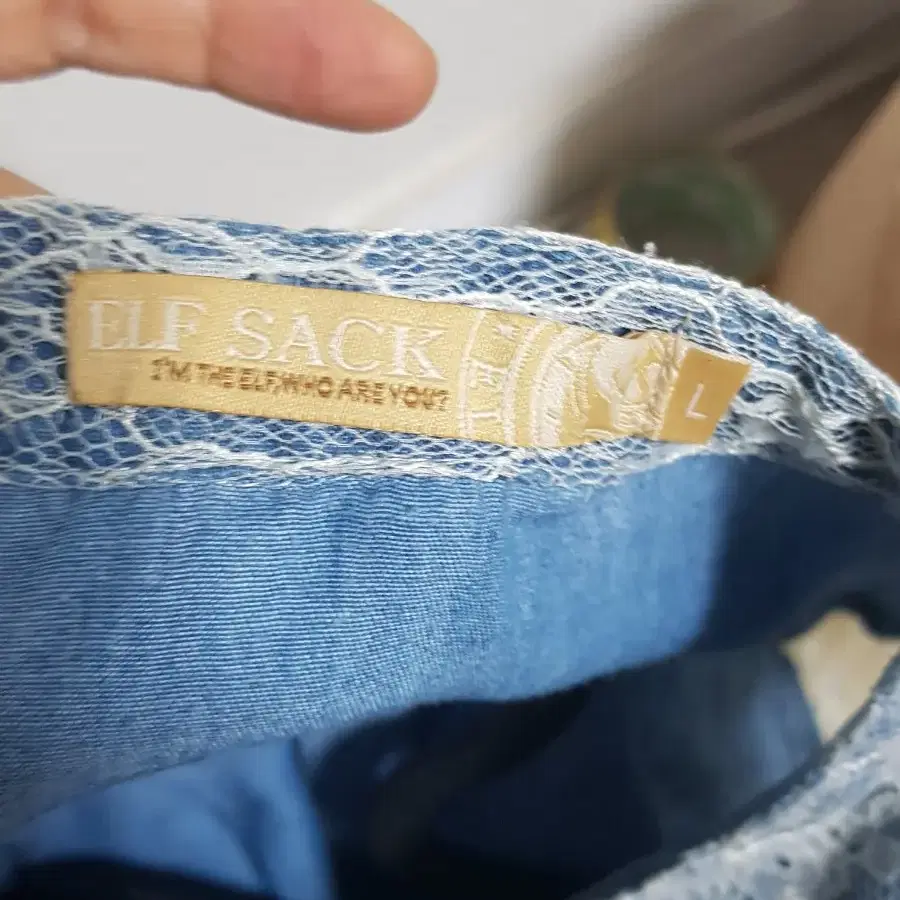 ELF SACK
I'M THE ELF,WHO ARE YOU?
L